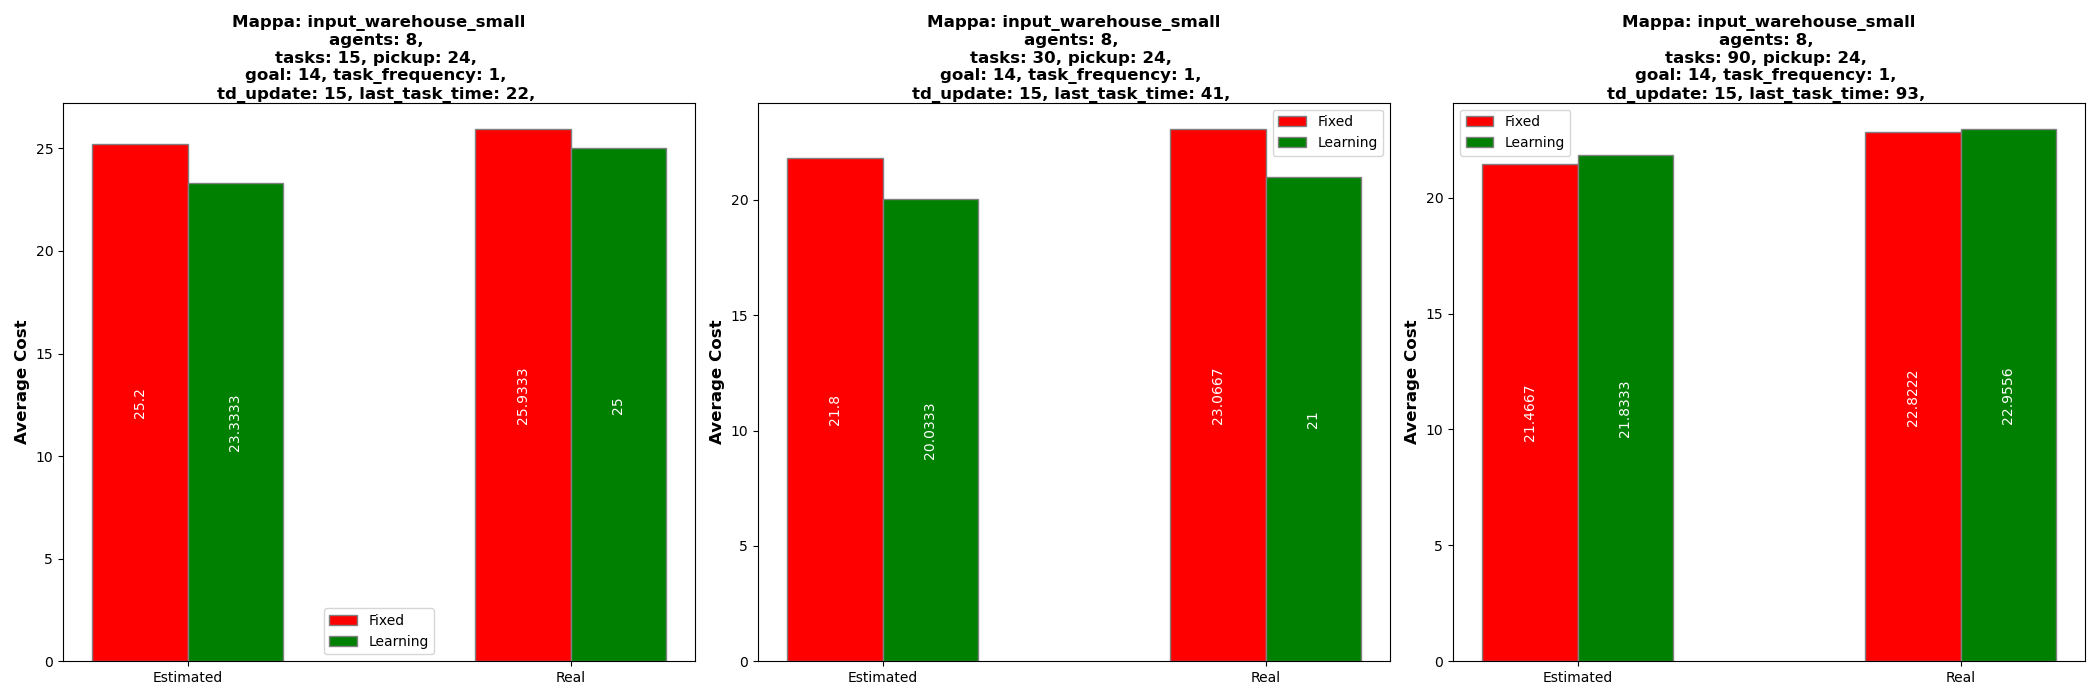 Mappa: input_warehouse_small
agents: 8,
tasks: 15, pickup: 24,
goal: 14, task_frequency: 1,
td_update: 15, last_task_time: 22,
Average Cost
25
20
15
10
5
0
25.2
23.3333
25.9333
25
Fixed
Learning
Estimated
Real
Mappa: input_warehouse_small
agents: 8,
tasks: 30, pickup: 24,
goal: 14, task_frequency: 1,
td_update: 15, last_task_time: 41,
Average Cost
20
15
10
5
0
Fixed
Learning
21.8
20.0333
23.0667
21
Estimated
Real
Mappa: input_warehouse_small
agents: 8,
tasks: 90, pickup: 24,
goal: 14, task_frequency: 1,
td_update: 15, last_task_time: 93,
Average Cost
20
15
10
5
0
Fixed
Learning
21.4667
21.8333
22.8222
22.9556
Estimated
Real